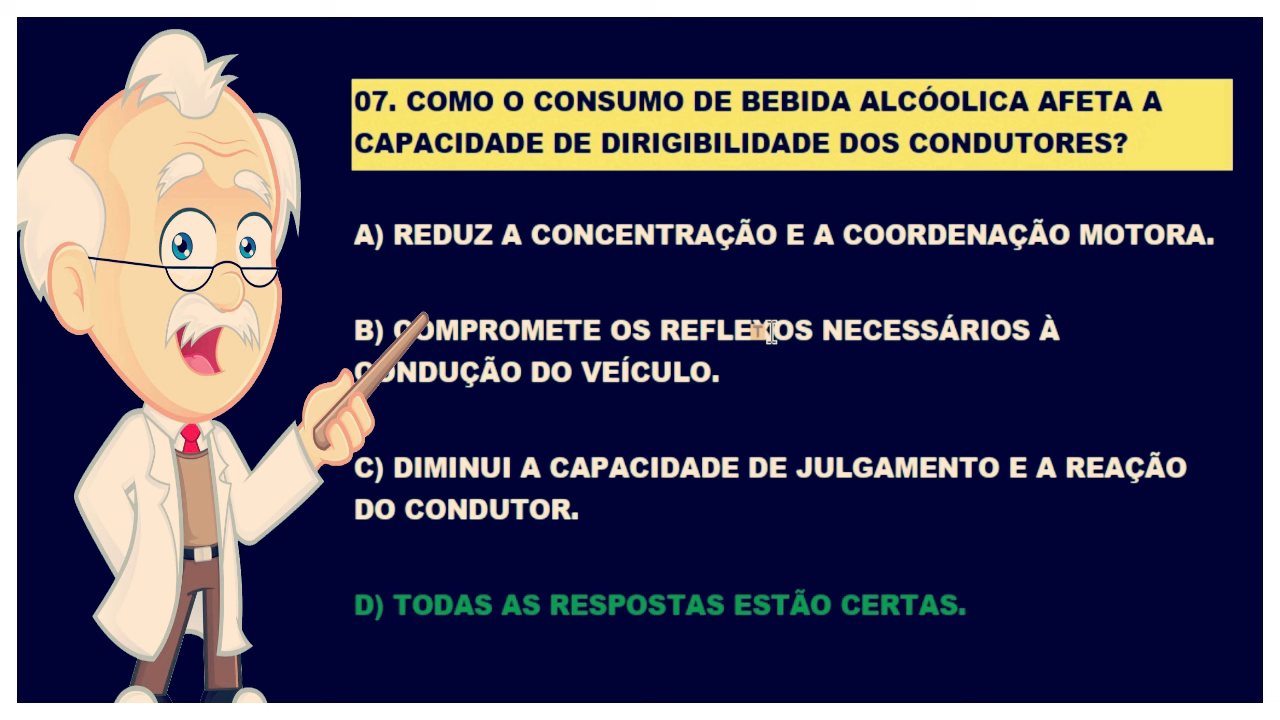 07. COMO O CONSUMO DE BEBIDA ALCÓOLICA AFETA A
CAPACIDADE DE DIRIGIBILIDADE DOS CONDUTORES?
A) REDUZ A CONCENTRAÇÃO E A COORDENAÇÃO MOTORA.
B) COMPROMETE OS REFLEXOS NECESSÁRIOS À
CONDUÇÃO DO VEÍCULO.
C) DIMINUI A CAPACIDADE DE JULGAMENTO E A REAÇÃO
DO CONDUTOR.
D) TODAS AS RESPOSTAS ESTÃO CERTAS.